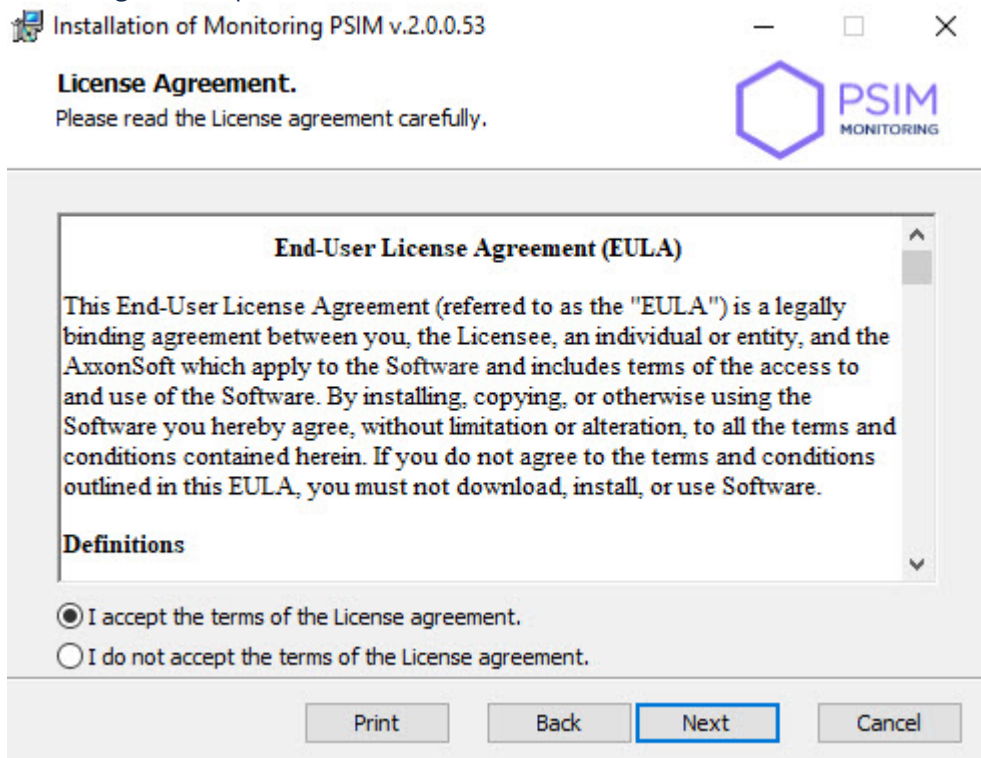 Installation of Monitoring PSIM v.2.0.0.53
License Agreement.
Please read the License agreement carefully.
PSIM
MONITORING
End-User License Agreement (EULA)
This End-User License Agreement (referred to as the "EULA") is a legally
binding agreement between you, the Licensee, an individual or entity, and the
AxxonSoft which apply to the Software and includes terms of the access to
and use of the Software. By installing, copying, or otherwise using the
Software you hereby agree, without limitation or alteration, to all the terms and
conditions contained herein. If you do not agree to the terms and conditions
outlined in this EULA, you must not download, install, or use Software.
Definitions
I accept the terms of the License agreement.
I do not accept the terms of the License agreement.
Print
Back
Next
Cancel